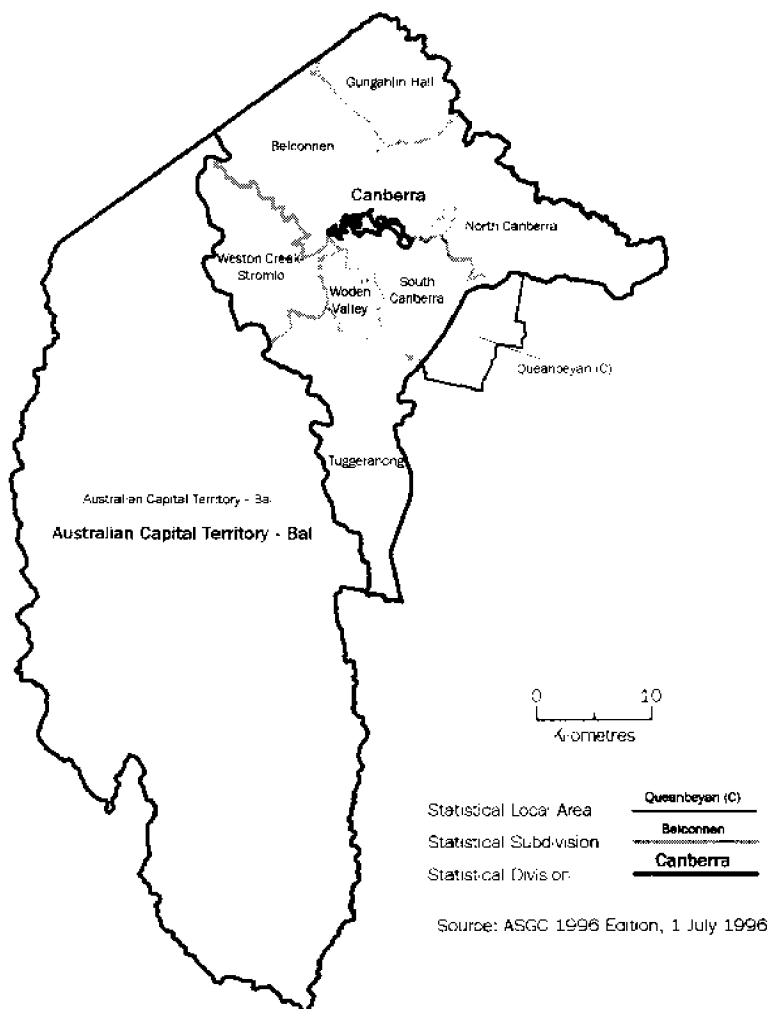 Gungahlin Hall
Belconnen
Canberra
North Canberra
Weston Creek-
Stromlo
South
Canberra
Woden
Valley
Queanbeyan (C)
Tuggeranong
Australian Capital Territory - Bal
Australian Capital Territory - Bal
0 10
Kilometres
Statistical Local Area Queanbeyan (C)
Statistical Subdivision Belconnen
Statistical Division Canberra
Source: ASGC 1996 Edition, 1 July 1996